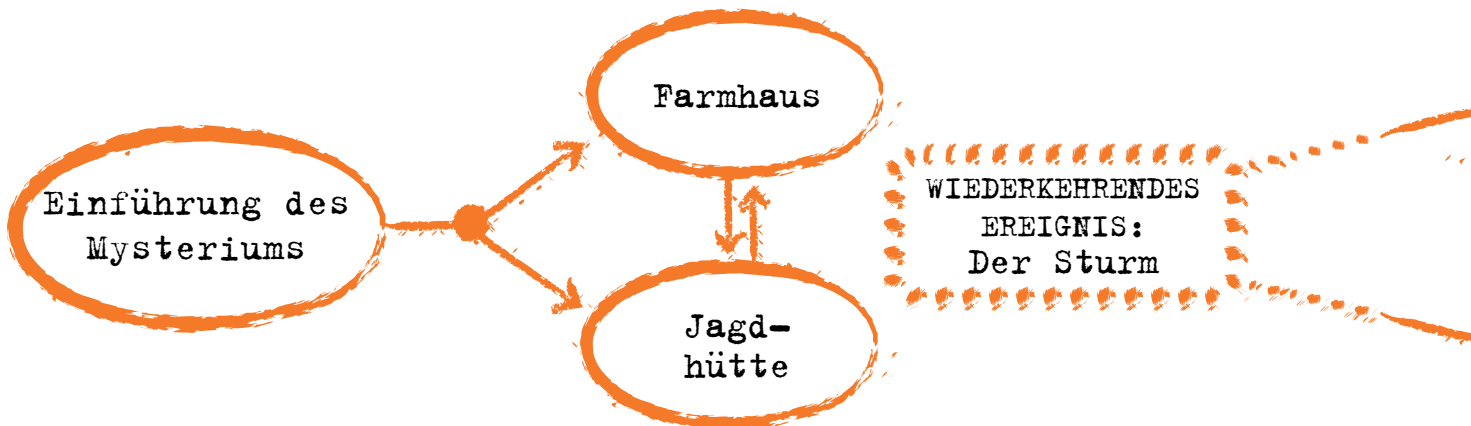 Einführung des
Mysteriums
Farmhaus
Jagd-
hütte
WIEDERKEHRENDES
EREIGNIS:
Der Sturm